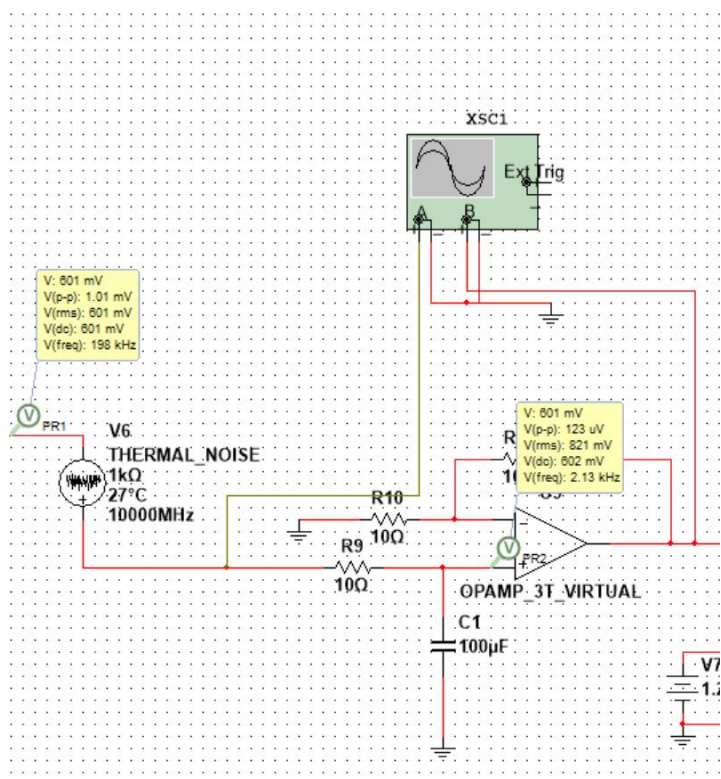 XSC1
Ext Trig
A
B
V: 601 mV
V(p-p): 1.01 mV
V(rms): 601 mV
V(dc): 601 mV
V(freq): 198 kHz
PR1
V6
THERMAL_NOISE
1kΩ
27°C
10000MHz
V: 601 mV
V(p-p): 123 uV
V(rms): 821 mV
V(dc): 602 mV
V(freq): 2.13 kHz
R10
10Ω
R9
10Ω
PR2
OPAMP_3T_VIRTUAL
C1
100µF
V7